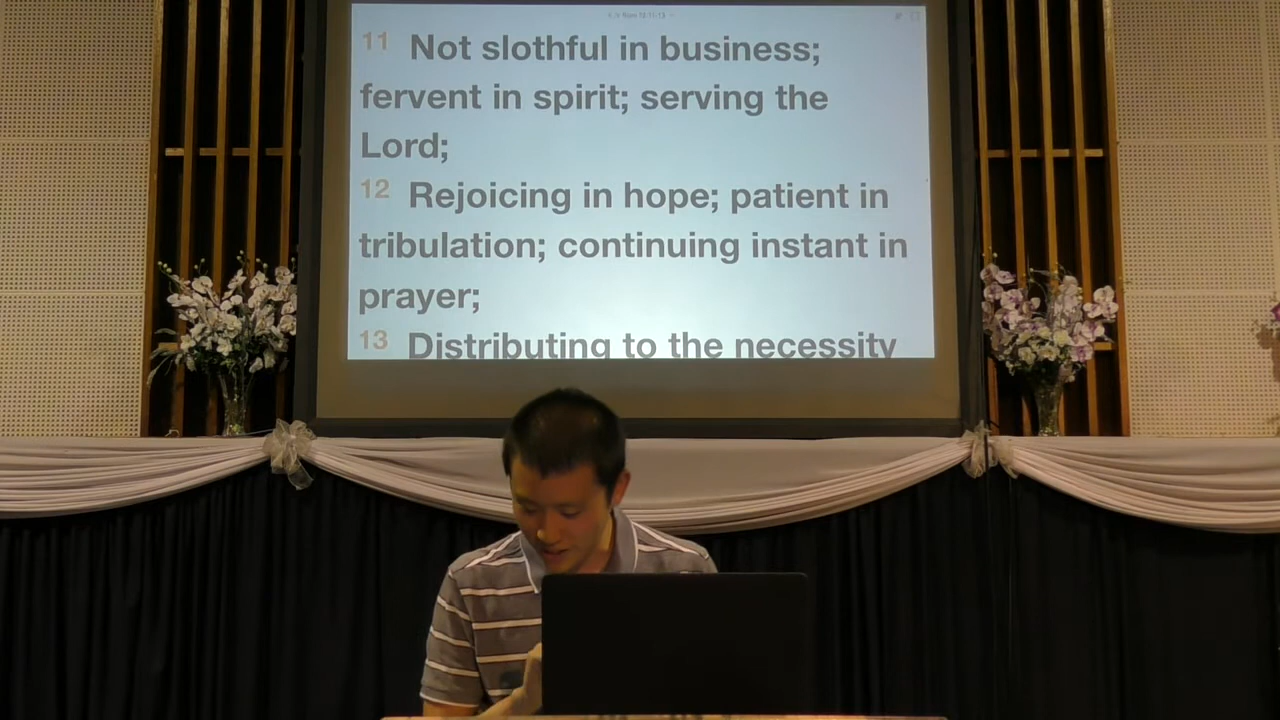 11 Not slothful in business;
fervent in spirit; serving the
Lord;
12 Rejoicing in hope; patient in
tribulation; continuing instant in
prayer;
13 Distributing to the necessity